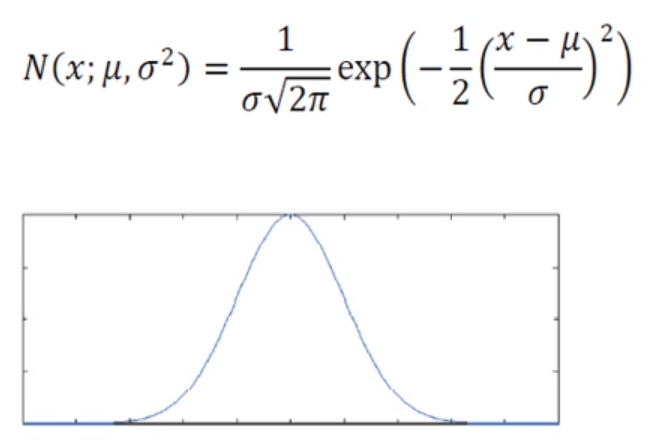 N(x; μ, σ²) = 1/(σ√2π) exp(−1/2((x − μ)/σ)²)